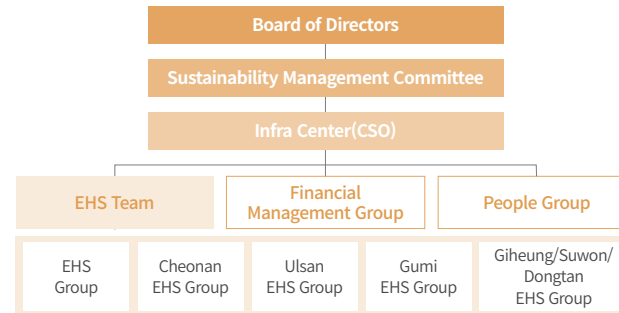 Board of Directors
Sustainability Management Committee
Infra Center(CSO)
EHS Team
Financial
Management Group
People Group
EHS
Group
Cheonan
EHS Group
Ulsan
EHS Group
Gumi
EHS Group
Giheung/Suwon/
Dongtan
EHS Group